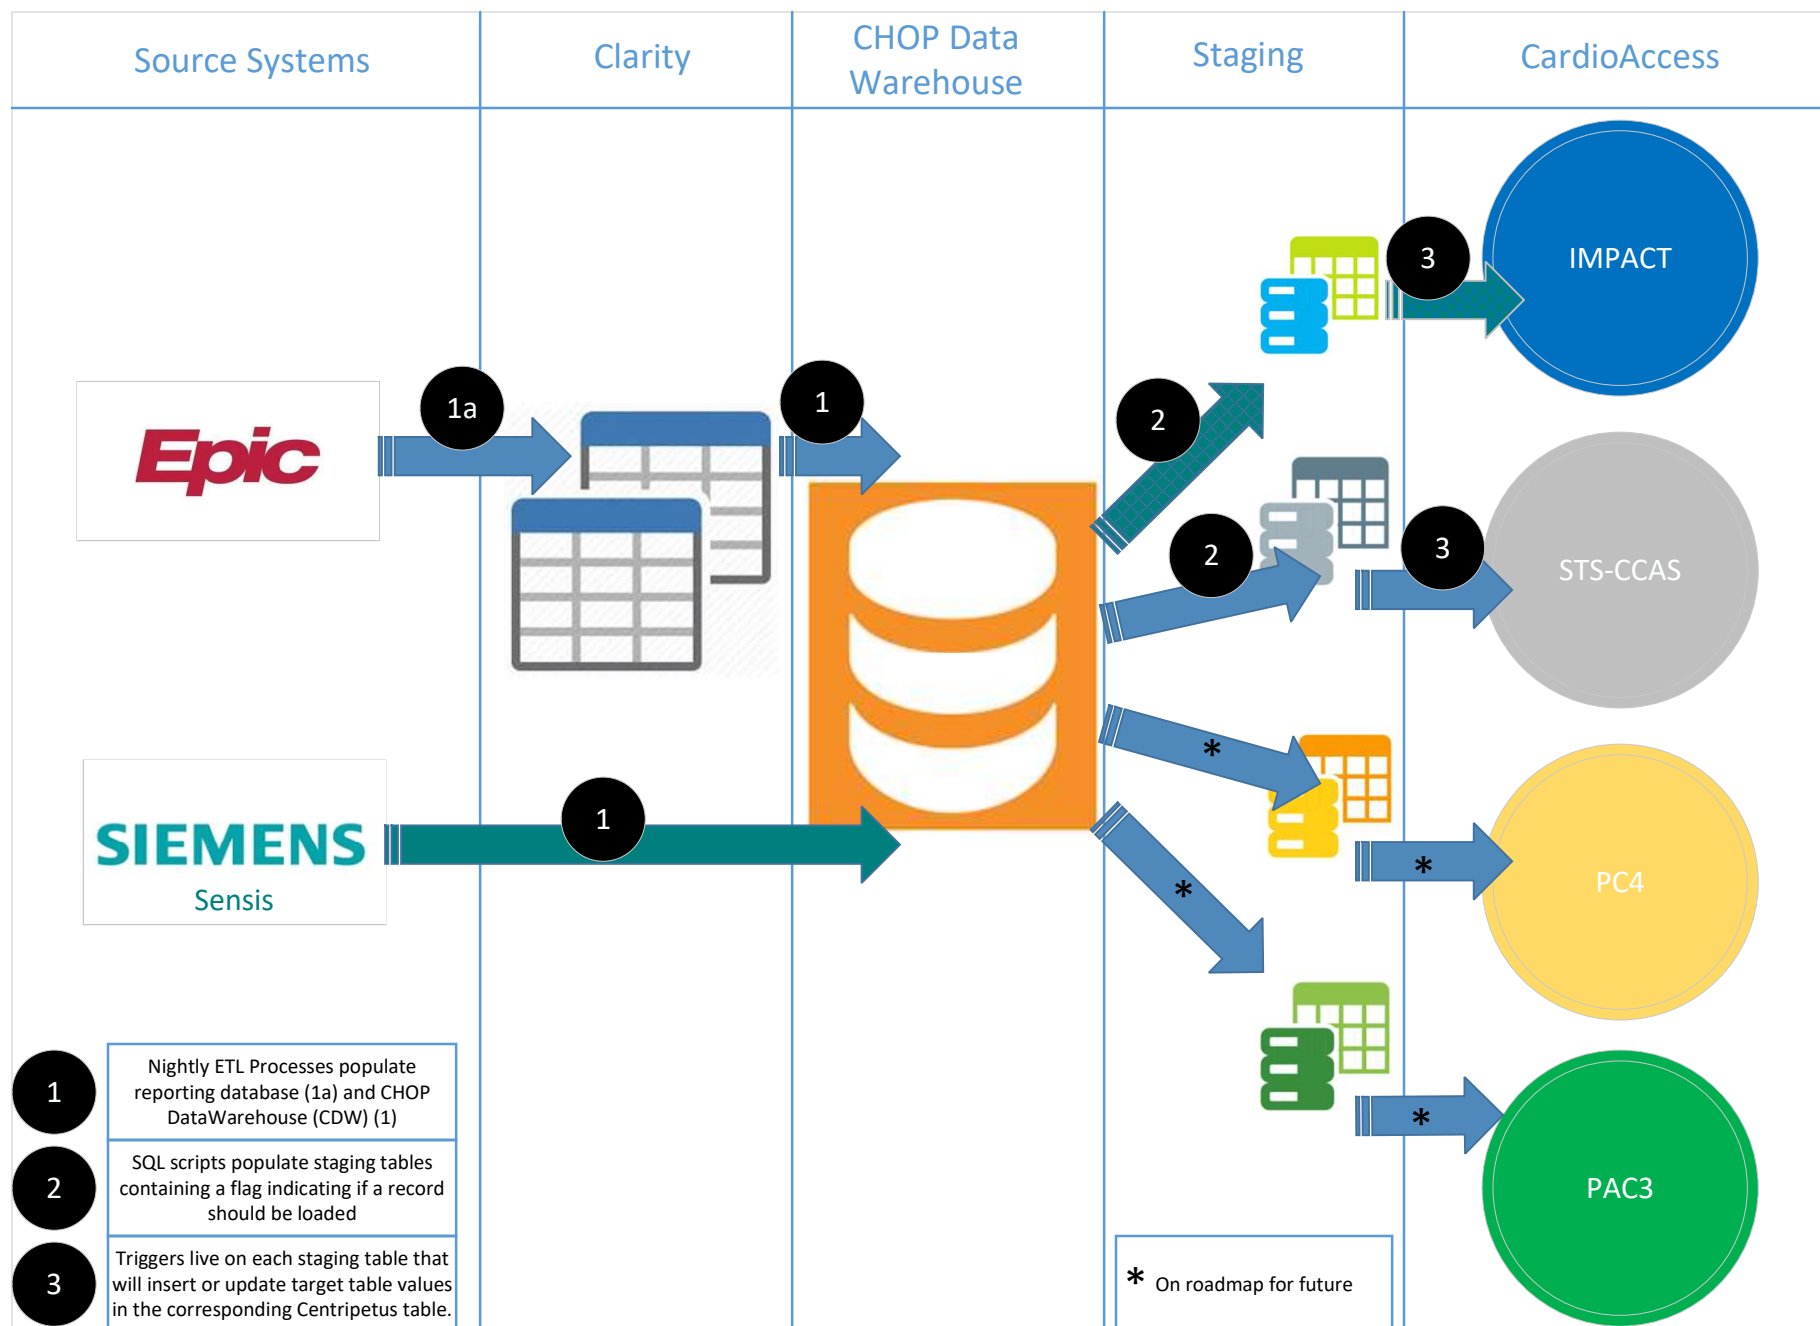 Source Systems
Clarity
CHOP Data
Warehouse
Staging
CardioAccess
IMPACT
3
1a
1
2
Epic
2
3
STS-CCAS
*
SIEMENS
Sensis
1
*
*
PC4
1
Nightly ETL Processes populate
reporting database (1a) and CHOP
DataWarehouse (CDW) (1)
*
PAC3
2
SQL scripts populate staging tables
containing a flag indicating if a record
should be loaded
3
Triggers live on each staging table that
will insert or update target table values
in the corresponding Centripetus table.
* On roadmap for future